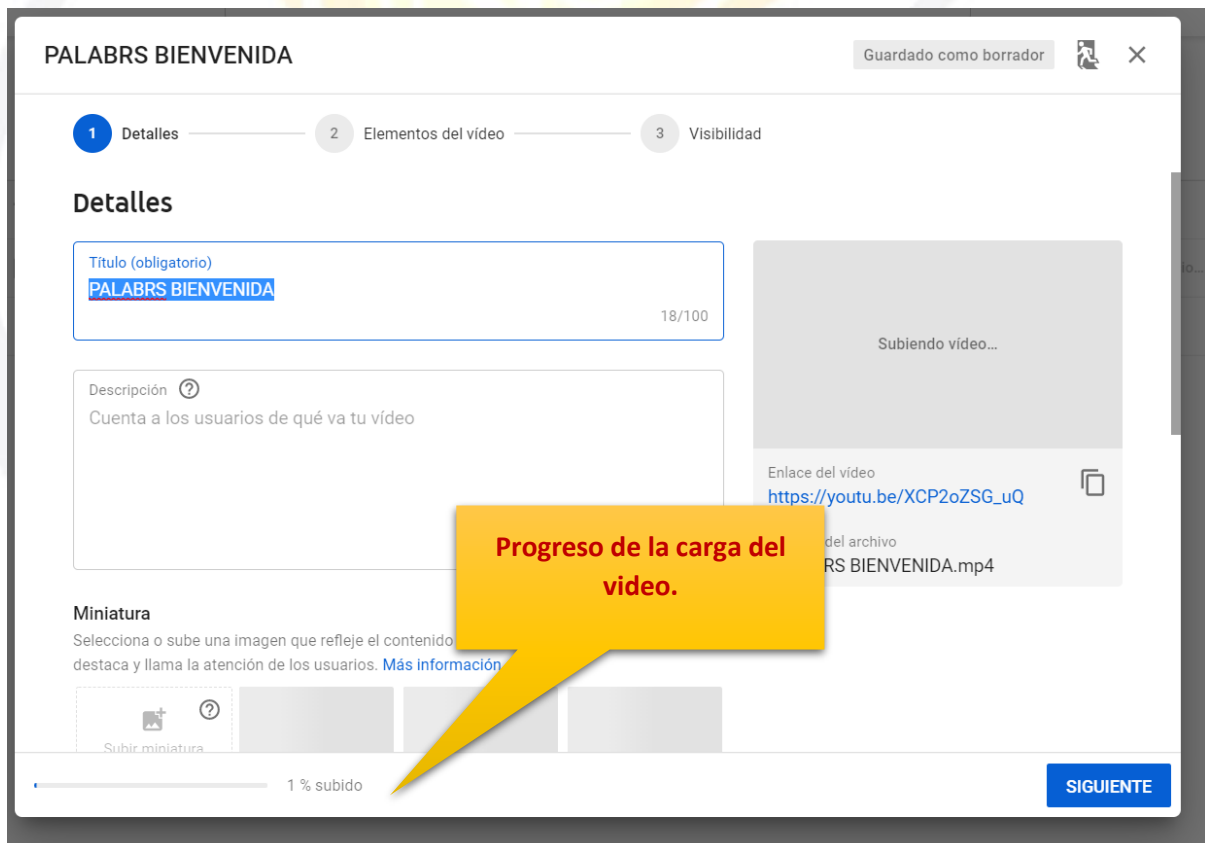 PALABRS BIENVENIDA
Guardado como borrador
1 Detalles
2 Elementos del vídeo
3 Visibilidad
Detalles
Título (obligatorio)
PALABRS BIENVENIDA
18/100
Subiendo vídeo...
Descripción
Cuenta a los usuarios de qué va tu vídeo
Enlace del vídeo
https://youtu.be/XCP2oZSG_uQ
del archivo
RS BIENVENIDA.mp4
Progreso de la carga del
video.
Miniatura
Selecciona o sube una imagen que refleje el contenido
destaca y llama la atención de los usuarios. Más información
Subir miniatura
1 % subido
SIGUIENTE